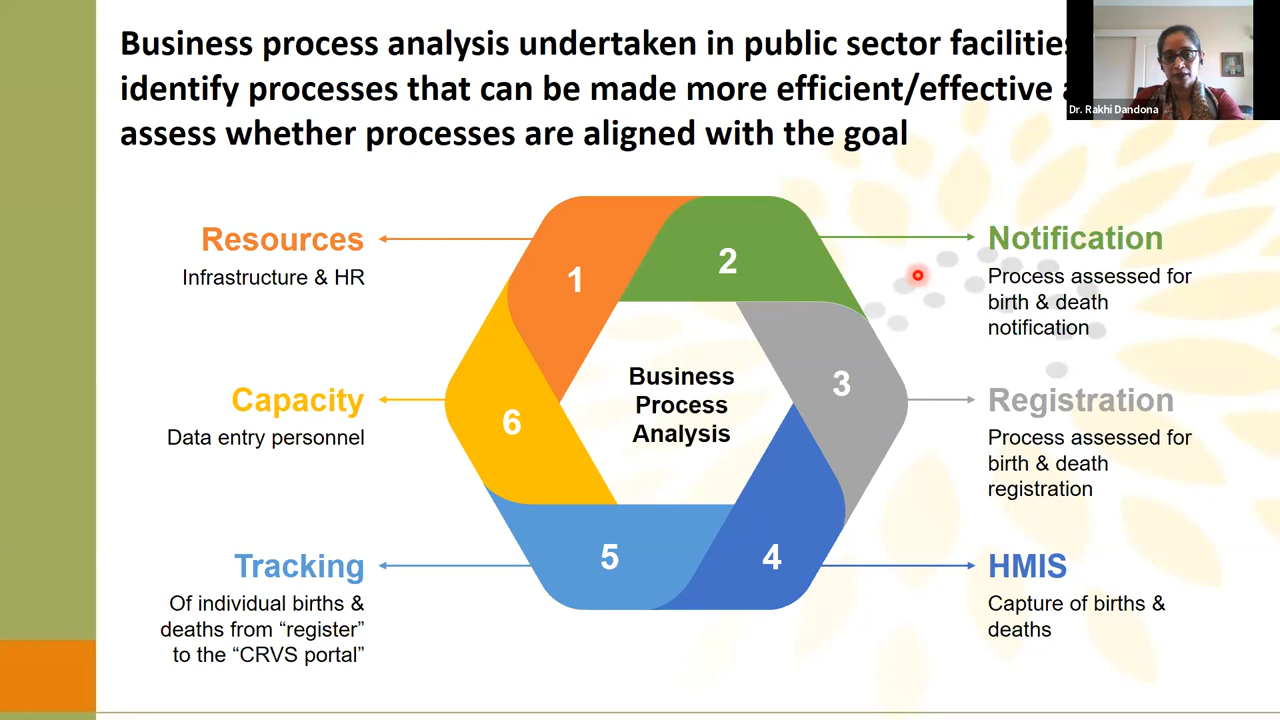 Business process analysis undertaken in public sector facilities
identify processes that can be made more efficient/effective
assess whether processes are aligned with the goal
Dr. Rakhi Dandona
Resources
Infrastructure & HR
Capacity
Data entry personnel
Tracking
Of individual births &
deaths from “register”
to the “CRVS portal”
1
2
3
4
5
6
Business
Process
Analysis
Notification
Process assessed for
birth & death
notification
Registration
Process assessed for
birth & death
registration
HMIS
Capture of births &
deaths